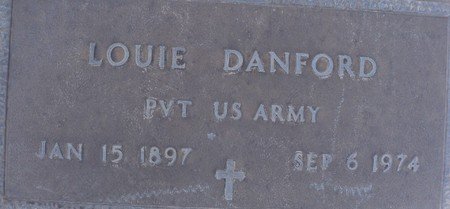 LOUIE DANFORD
PVT US ARMY
JAN 15 1897 SEP 6 1974